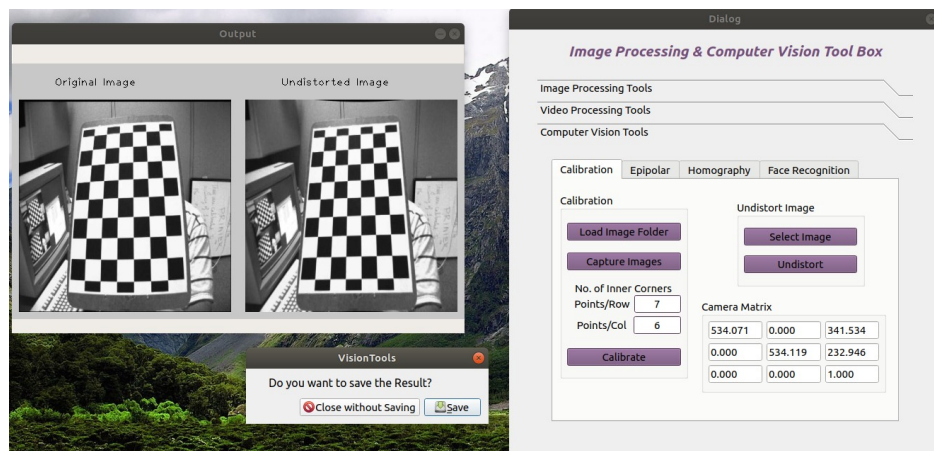 Output
Original Image
Undistorted Image
VisionTools
Do you want to save the Result?
Close without Saving
Save
Dialog
Image Processing & Computer Vision Tool Box
Image Processing Tools
Video Processing Tools
Computer Vision Tools
Calibration Epipolar Homography Face Recognition
Calibration
Load Image Folder
Capture Images
No. of Inner Corners
Points/Row 7
Points/Col 6
Calibrate
Undistort Image
Select Image
Undistort
Camera Matrix
534.071 0.000 341.534
0.000 534.119 232.946
0.000 0.000 1.000